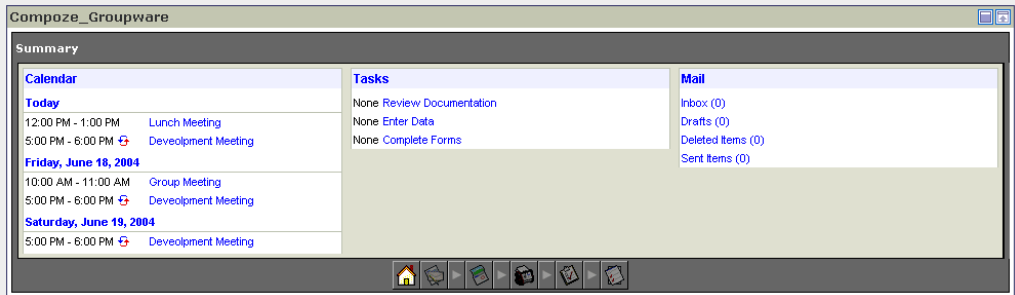 Compoze_Groupware
Summary
Calendar
Today
12:00 PM - 1:00 PM Lunch Meeting
5:00 PM - 6:00 PM Deveolpment Meeting
Friday, June 18, 2004
10:00 AM - 11:00 AM Group Meeting
5:00 PM - 6:00 PM Deveolpment Meeting
Saturday, June 19, 2004
5:00 PM - 6:00 PM Deveolpment Meeting
Tasks
None Review Documentation
None Enter Data
None Complete Forms
Mail
Inbox (0)
Drafts (0)
Deleted Items (0)
Sent Items (0)